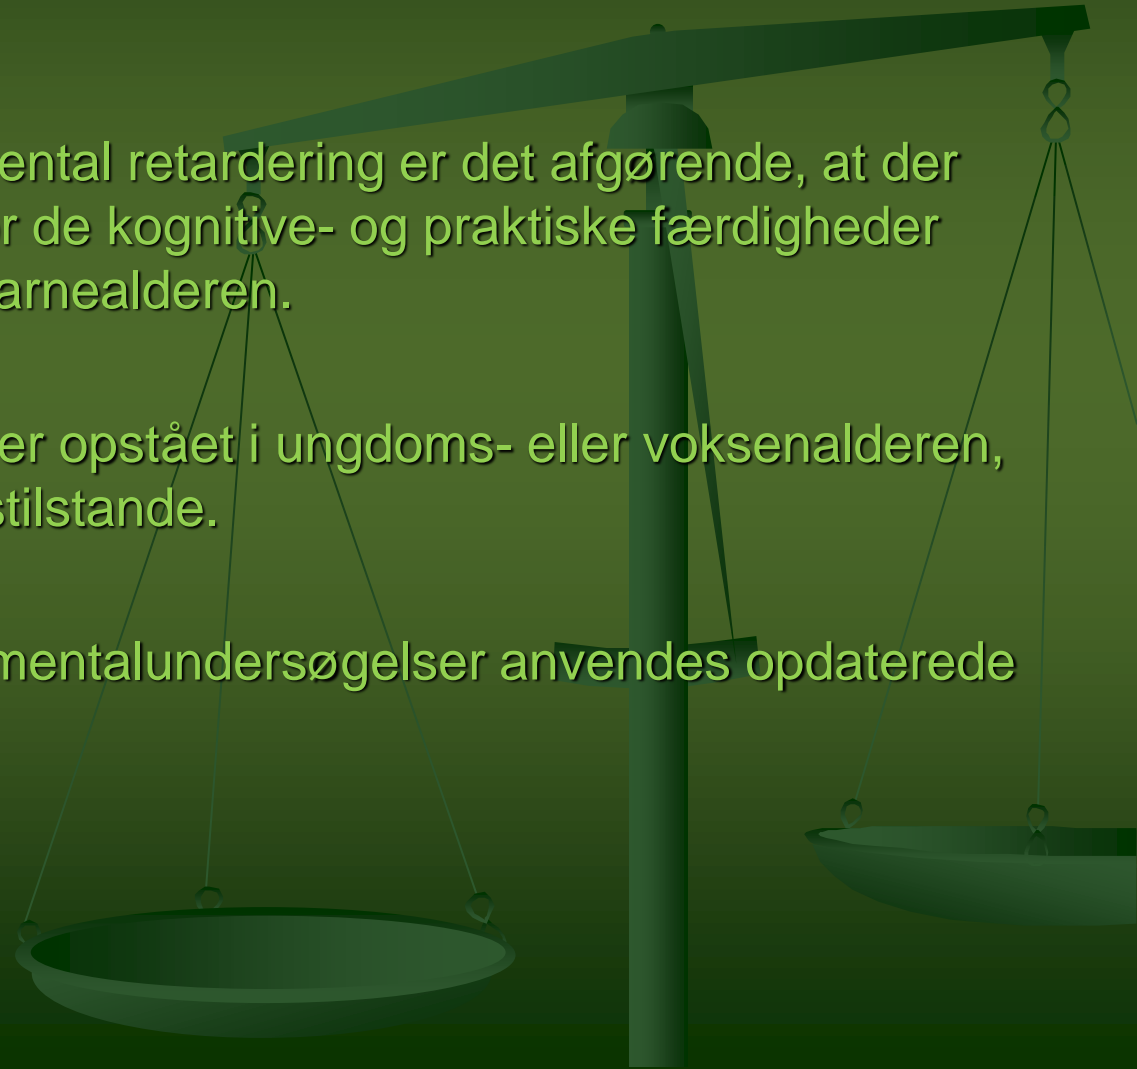 ental retardering er det afgørende, at der
r de kognitive- og praktiske færdigheder
arnealderen.
er opstået i ungdoms- eller voksenalderen,
stilstande.
mentalundersøgelser anvendes opdaterede